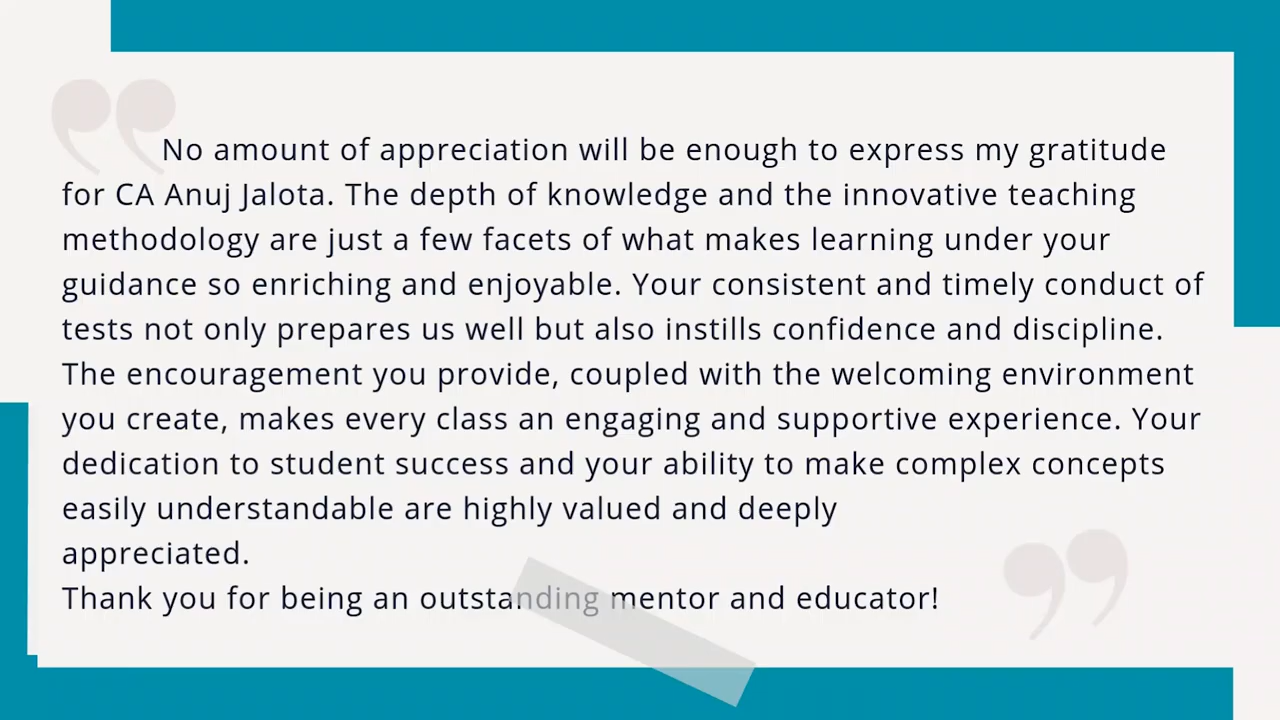 No amount of appreciation will be enough to express my gratitude
for CA Anuj Jalota. The depth of knowledge and the innovative teaching
methodology are just a few facets of what makes learning under your
guidance so enriching and enjoyable. Your consistent and timely conduct of
tests not only prepares us well but also instills confidence and discipline.
The encouragement you provide, coupled with the welcoming environment
you create, makes every class an engaging and supportive experience. Your
dedication to student success and your ability to make complex concepts
easily understandable are highly valued and deeply
appreciated.
Thank you for being an outstanding mentor and educator!